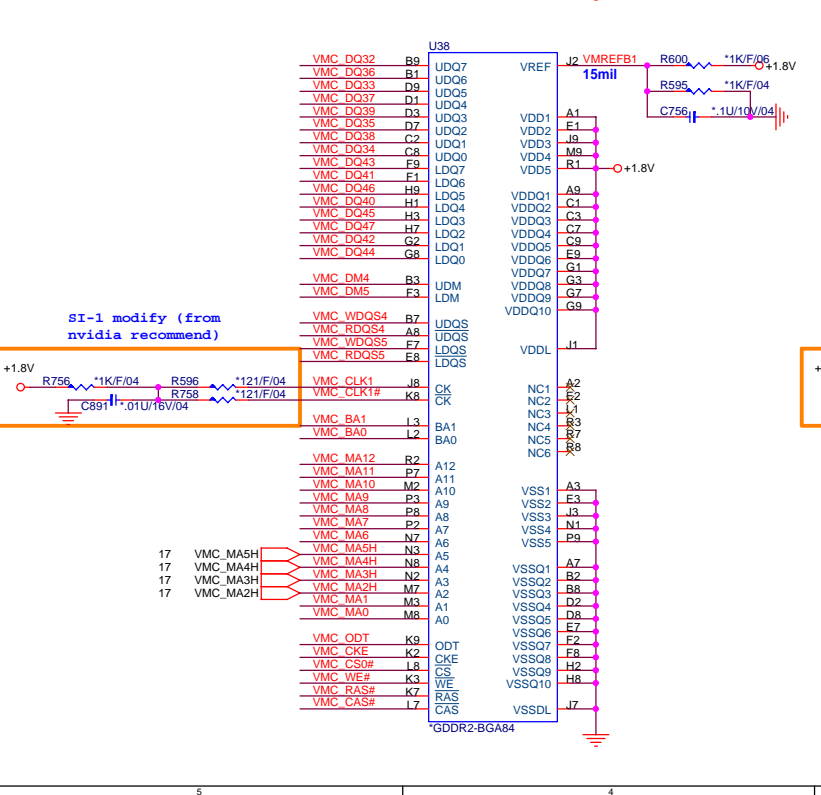 U38
VMC_DQ32 B9 UDQ7
VMC_DQ36 B1 UDQ6
VMC_DQ33 D9 UDQ5
VMC_DQ37 D1 UDQ4
VMC_DQ39 D3 UDQ3
VMC_DQ35 D7 UDQ2
VMC_DQ38 C2 UDQ1
VMC_DQ34 C8 UDQ0
VMC_DQ43 F9 LDQ7
VMC_DQ41 F1 LDQ6
VMC_DQ46 H9 LDQ5
VMC_DQ40 H1 LDQ4
VMC_DQ45 H3 LDQ3
VMC_DQ47 H7 LDQ2
VMC_DQ42 G2 LDQ1
VMC_DQ44 G8 LDQ0
VMC_DM4 B3 UDM
VMC_DM5 F3 LDM
VMC_WDQS4 B7 UDQS
VMC_RDQS4 A8 UDQS
VMC_WDQS5 F7 LDQS
VMC_RDQS5 E8 LDQS
SI-1 modify (from
nvidia recommend)
+1.8V
R756 *1K/F/04
R596 *121/F/04
R758 *121/F/04
C891 *.01U/16V/04
VMC_CLK1 J8 CK
VMC_CLK1# K8 CK
VMC_BA1 L3 BA1
VMC_BA0 L2 BA0
VMC_MA12 R2 A12
VMC_MA11 P7 A11
VMC_MA10 M2 A10
VMC_MA9 P3 A9
VMC_MA8 P8 A8
VMC_MA7 P2 A7
VMC_MA6 N7 A6
17 VMC_MA5H VMC_MA5H N3 A5
17 VMC_MA4H VMC_MA4H N8 A4
17 VMC_MA3H VMC_MA3H N2 A3
17 VMC_MA2H VMC_MA2H M7 A2
VMC_MA1 M3 A1
VMC_MA0 M8 A0
VMC_ODT K9 ODT
VMC_CKE K2 CKE
VMC_CS0# L8 CS
VMC_WE# K3 WE
VMC_RAS# K7 RAS
VMC_CAS# L7 CAS
*GDDR2-BGA84
VREF J2 VMREFB1
15mil
R600 *1K/F/06 +1.8V
R595 *1K/F/04
C756 *.1U/10V/04
VDD1 A1
VDD2 E1
VDD3 J9
VDD4 M9
VDD5 R1
+1.8V
VDDQ1 A9
VDDQ2 C1
VDDQ3 C3
VDDQ4 C7
VDDQ5 C9
VDDQ6 E9
VDDQ7 G1
VDDQ8 G3
VDDQ9 G7
VDDQ10 G9
VDDL J1
NC1 A2
NC2 E2
NC3 L1
NC4 R3
NC5 R7
NC6 R8
VSS1 A3
VSS2 E3
VSS3 J3
VSS4 N1
VSS5 P9
VSSQ1 A7
VSSQ2 B2
VSSQ3 B8
VSSQ4 D2
VSSQ5 D8
VSSQ6 E7
VSSQ7 F2
VSSQ8 F8
VSSQ9 H2
VSSQ10 H8
VSSDL J7
+
5
4